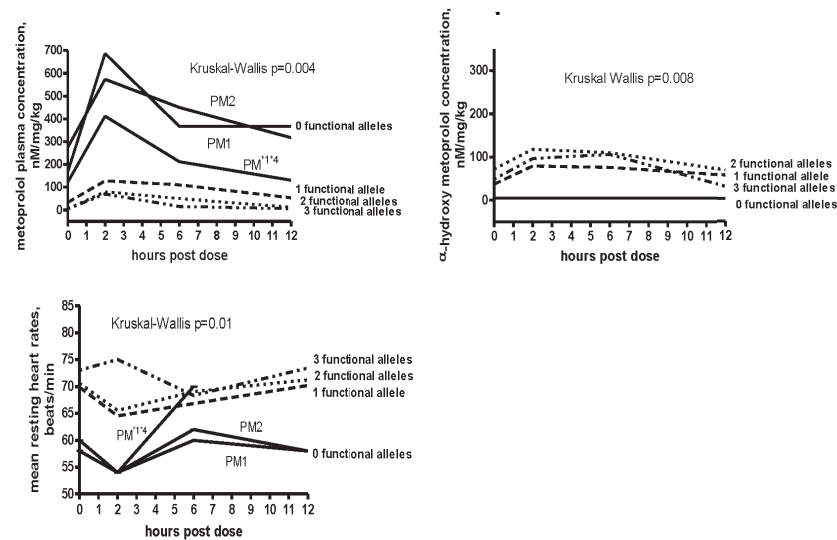 metoprolol plasma concentration,
nM/mg/kg
700
600
500
400
300
200
100
0
Kruskal-Wallis p=0.004
PM2
PM1
PM*1*4
0 functional alleles
1 functional allele
2 functional alleles
3 functional alleles
0 1 2 3 4 5 6 7 8 9 10 11 12
hours post dose
α-hydroxy metoprolol concentration,
nM/mg/kg
300
200
100
0
Kruskal Wallis p=0.008
2 functional alleles
1 functional allele
3 functional alleles
0 functional alleles
0 1 2 3 4 5 6 7 8 9 10 11 12
hours post dose
mean resting heart rates,
beats/min
85
80
75
70
65
60
55
50
Kruskal-Wallis p=0.01
3 functional alleles
2 functional alleles
1 functional allele
PM*1*4
PM2
PM1
0 functional alleles
0 1 2 3 4 5 6 7 8 9 10 11 12
hours post dose